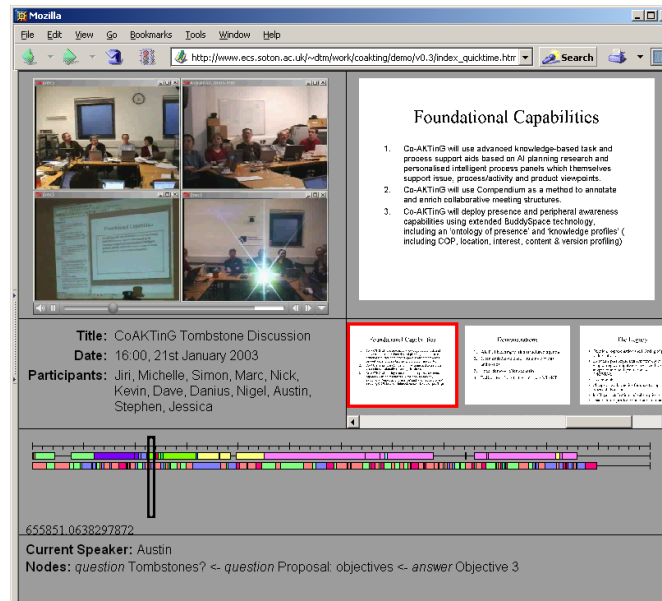 Mozilla
File Edit View Go Bookmarks Tools Window Help
http://www.ecs.soton.ac.uk/~dtm/work/coakting/demo/v0.3/index_quicktime.htm
Search
Foundational Capabilities
1. Co-AKTinG will use advanced knowledge-based task and
process support aids based on AI planning research and
personalised intelligent process panels which themselves
support issue, process/activity and product viewpoints.
2. Co-AKTinG will use Compendium as a method to annotate
and enrich collaborative meeting structures.
3. Co-AKTinG will deploy presence and peripheral awareness
capabilities using extended BuddySpace technology,
including an 'ontology of presence' and 'knowledge profiles' (
including COP, location, interest, content & version profiling)
Foundational Capabilities
Title: CoAKTinG Tombstone Discussion
Date: 16:00, 21st January 2003
Participants: Jiri, Michelle, Simon, Marc, Nick,
Kevin, Dave, Danius, Nigel, Austin,
Stephen, Jessica
Foundational Capabilities
Demonstrations
The Legacy
655851.0638297872
Current Speaker: Austin
Nodes: question Tombstones? <- question Proposal: objectives <- answer Objective 3